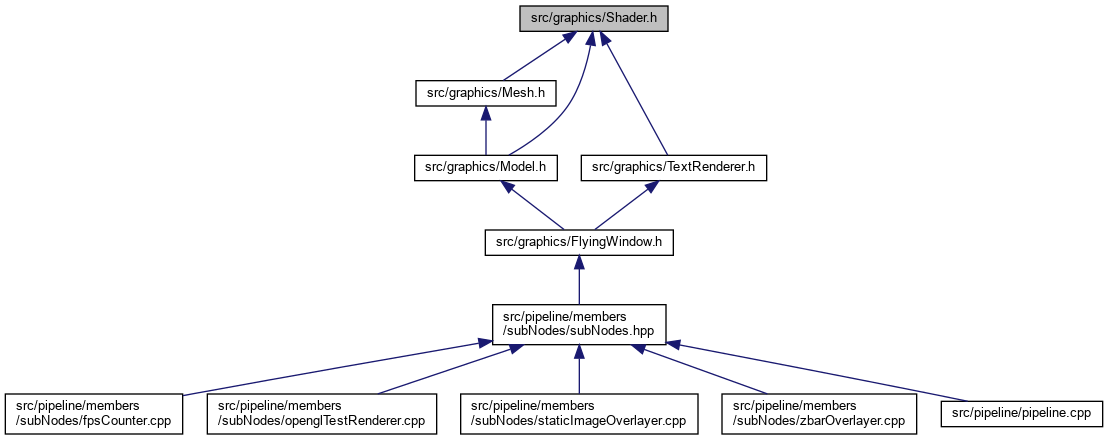 src/graphics/Shader.h
src/graphics/Mesh.h
src/graphics/Model.h
src/graphics/TextRenderer.h
src/graphics/FlyingWindow.h
src/pipeline/members
/subNodes/subNodes.hpp
src/pipeline/members
/subNodes/fpsCounter.cpp
src/pipeline/members
/subNodes/openglTestRenderer.cpp
src/pipeline/members
/subNodes/staticImageOverlayer.cpp
src/pipeline/members
/subNodes/zbarOverlayer.cpp
src/pipeline/pipeline.cpp